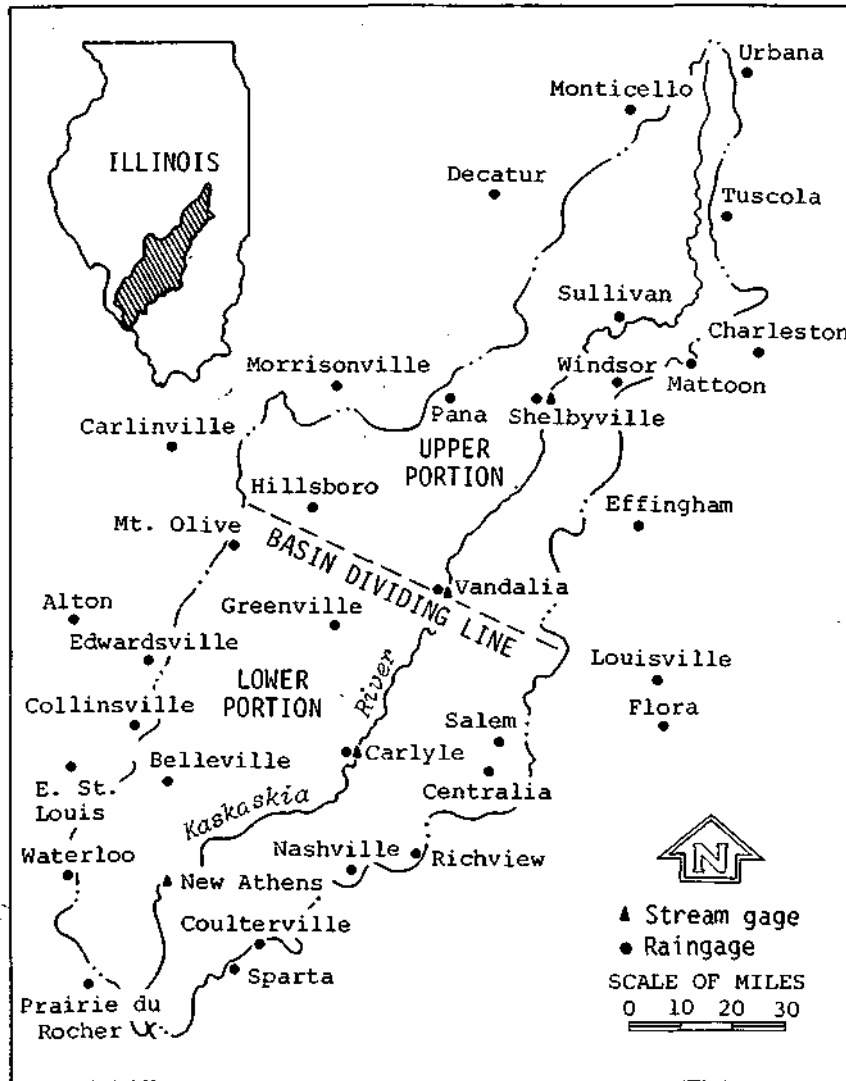 Urbana
Monticello
ILLINOIS
Decatur
Tuscola
Sullivan
Charleston
Morrisonville
Windsor
Mattoon
Pana
Shelbyville
Carlinville
UPPER
PORTION
Hillsboro
Effingham
Mt. Olive
BASIN DIVIDING LINE
Vandalia
Alton
Greenville
Edwardsville
Louisville
LOWER
PORTION
River
Collinsville
Flora
Salem
Carlyle
Belleville
E. St.
Louis
Centralia
Kaskaskia
Waterloo
Nashville
Richview
N
New Athens
Stream gage
Coulterville
Raingage
Sparta
SCALE OF MILES
Prairie du
Rocher
0 10 20 30